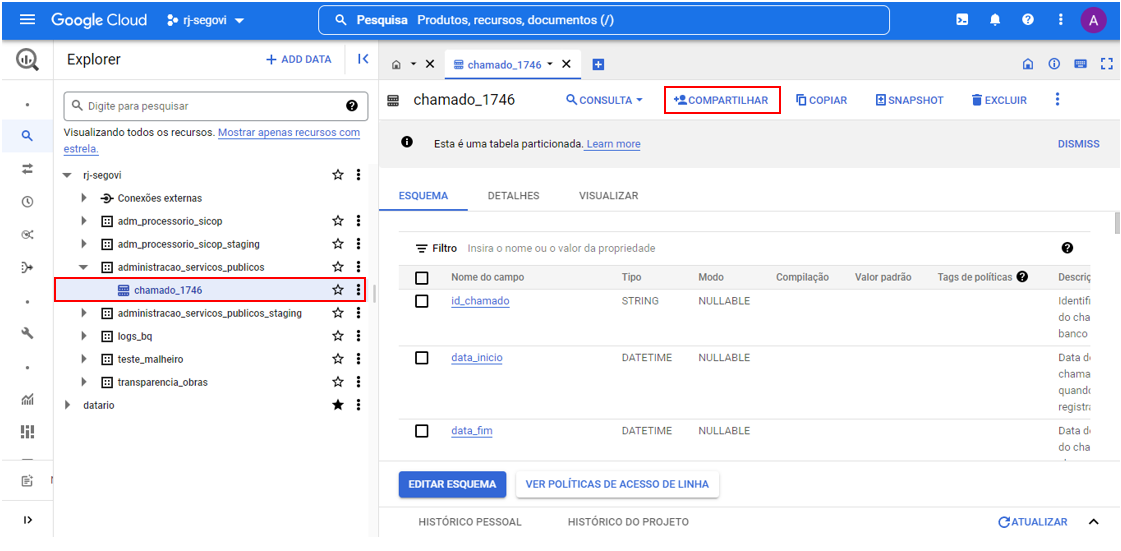 Google Cloud
rj-segovi
Pesquisa Produtos, recursos, documentos (/)
A
Explorer
+ ADD DATA
Digite para pesquisar
Visualizando todos os recursos. Mostrar apenas recursos com
estrela.
rj-segovi
Conexões externas
adm_processorio_sicop
adm_processorio_sicop_staging
administracao_servicos_publicos
chamado_1746
administracao_servicos_publicos_staging
logs_bq
teste_malheiro
transparencia_obras
datario
chamado_1746
chamado_1746
CONSULTA
COMPARTILHAR
COPIAR
SNAPSHOT
EXCLUIR
Esta é uma tabela particionada. Learn more
DISMISS
ESQUEMA
DETALHES
VISUALIZAR
Filtro Insira o nome ou o valor da propriedade
Nome do campo Tipo Modo Compilação Valor padrão Tags de políticas Descriç
id_chamado STRING NULLABLE Identifi
do cha
banco
data_inicio DATETIME NULLABLE Data d
chama
quando
registra
data_fim DATETIME NULLABLE Data d
do cha
EDITAR ESQUEMA
VER POLÍTICAS DE ACESSO DE LINHA
HISTÓRICO PESSOAL
HISTÓRICO DO PROJETO
ATUALIZAR